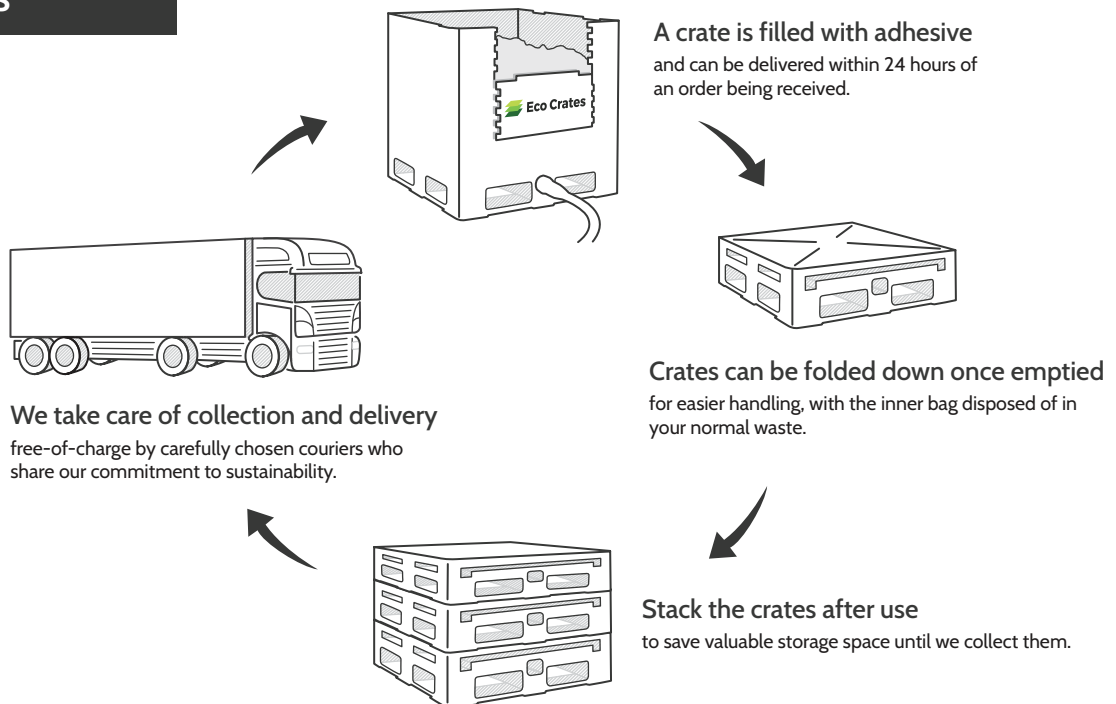 A crate is filled with adhesive
and can be delivered within 24 hours of
an order being received.
Eco Crates
Crates can be folded down once emptied
for easier handling, with the inner bag disposed of in
your normal waste.
We take care of collection and delivery
free-of-charge by carefully chosen couriers who
share our commitment to sustainability.
Stack the crates after use
to save valuable storage space until we collect them.